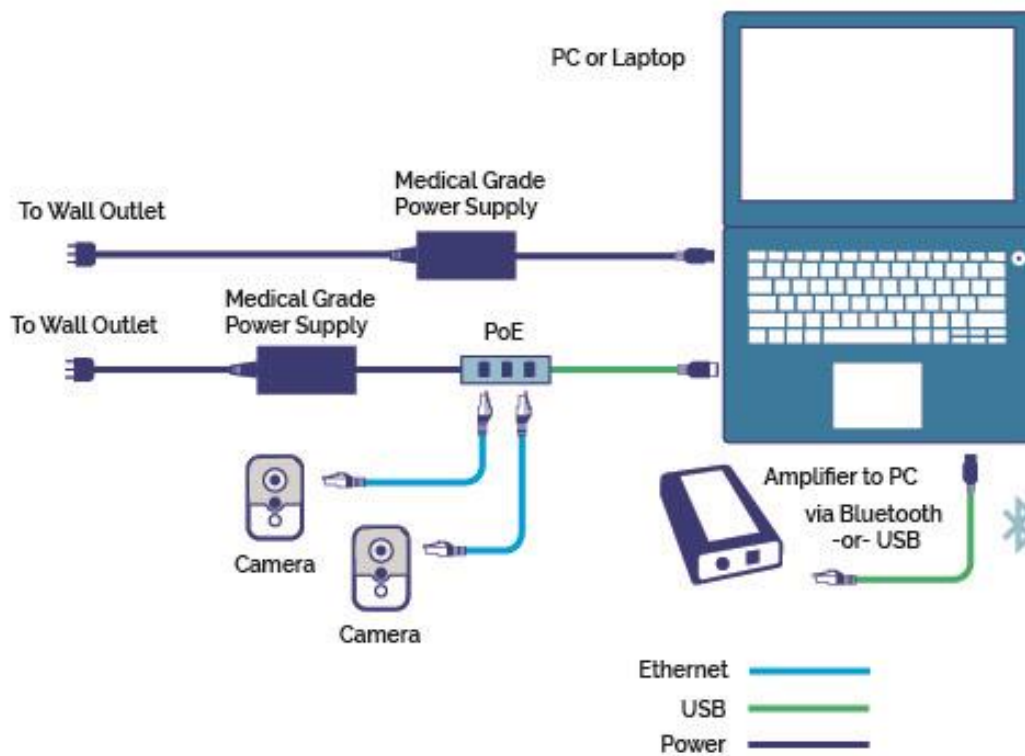 PC or Laptop
Medical Grade
Power Supply
To Wall Outlet
Medical Grade
Power Supply
To Wall Outlet
PoE
Amplifier to PC
via Bluetooth
-or- USB
Camera
Camera
Ethernet
USB
Power